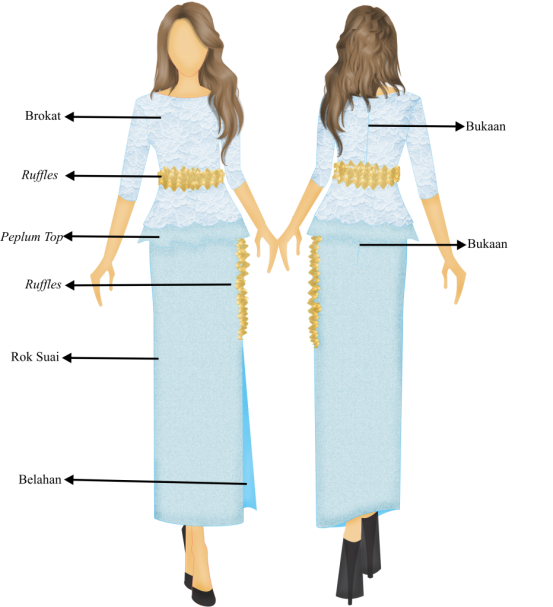 Brokat
Bukaan
Ruffles
Peplum Top
Bukaan
Ruffles
Rok Suai
Belahan